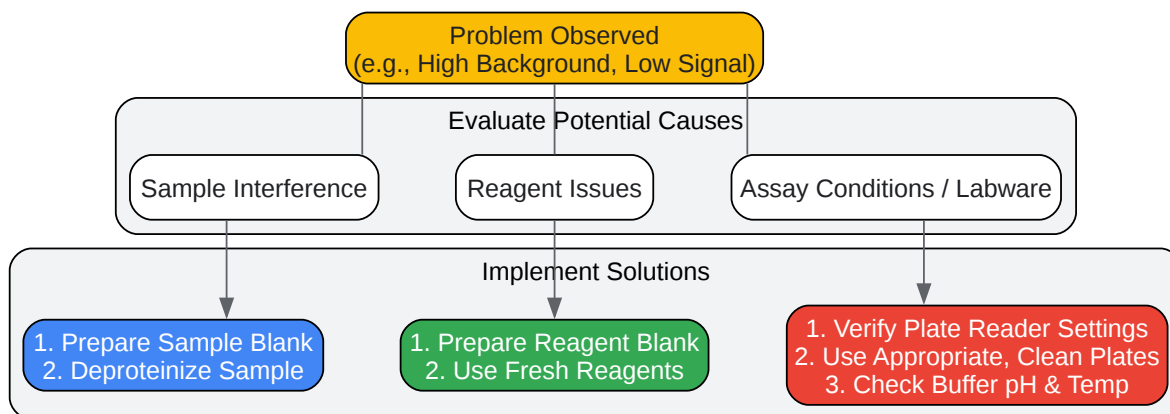 Problem Observed
(e.g., High Background, Low Signal)
Evaluate Potential Causes
Sample Interference
Reagent Issues
Assay Conditions / Labware
Implement Solutions
1. Prepare Sample Blank
2. Deproteinize Sample
1. Prepare Reagent Blank
2. Use Fresh Reagents
1. Verify Plate Reader Settings
2. Use Appropriate, Clean Plates
3. Check Buffer pH & Temp